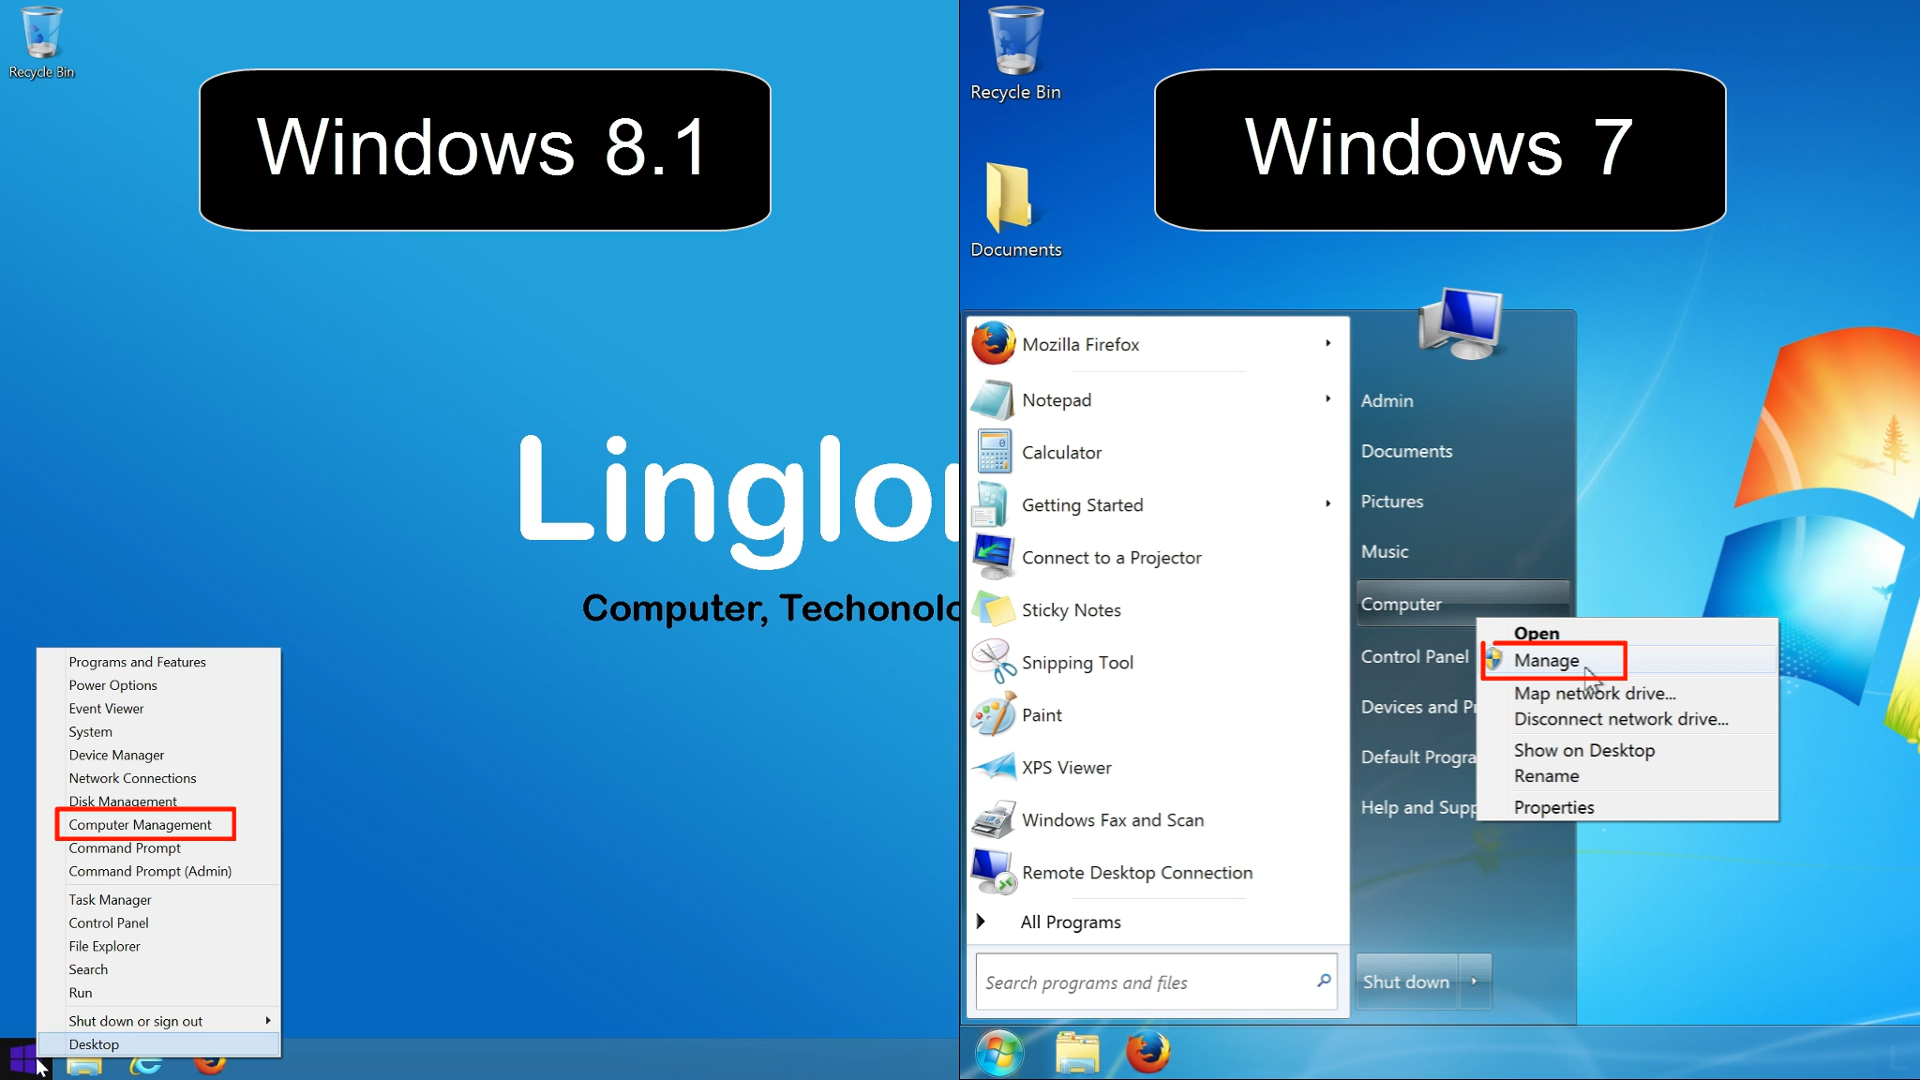 Recycle Bin
Windows 8.1
Linglor
Computer, Techonolo
Programs and Features
Power Options
Event Viewer
System
Device Manager
Network Connections
Disk Management
Computer Management
Command Prompt
Command Prompt (Admin)
Task Manager
Control Panel
File Explorer
Search
Run
Shut down or sign out
Desktop
Recycle Bin
Windows 7
Documents
Mozilla Firefox
Notepad
Calculator
Getting Started
Connect to a Projector
Sticky Notes
Snipping Tool
Paint
XPS Viewer
Windows Fax and Scan
Remote Desktop Connection
All Programs
Search programs and files
Admin
Documents
Pictures
Music
Computer
Control Panel
Devices and Pr
Default Progra
Help and Supp
Shut down
Open
Manage
Map network drive...
Disconnect network drive...
Show on Desktop
Rename
Properties